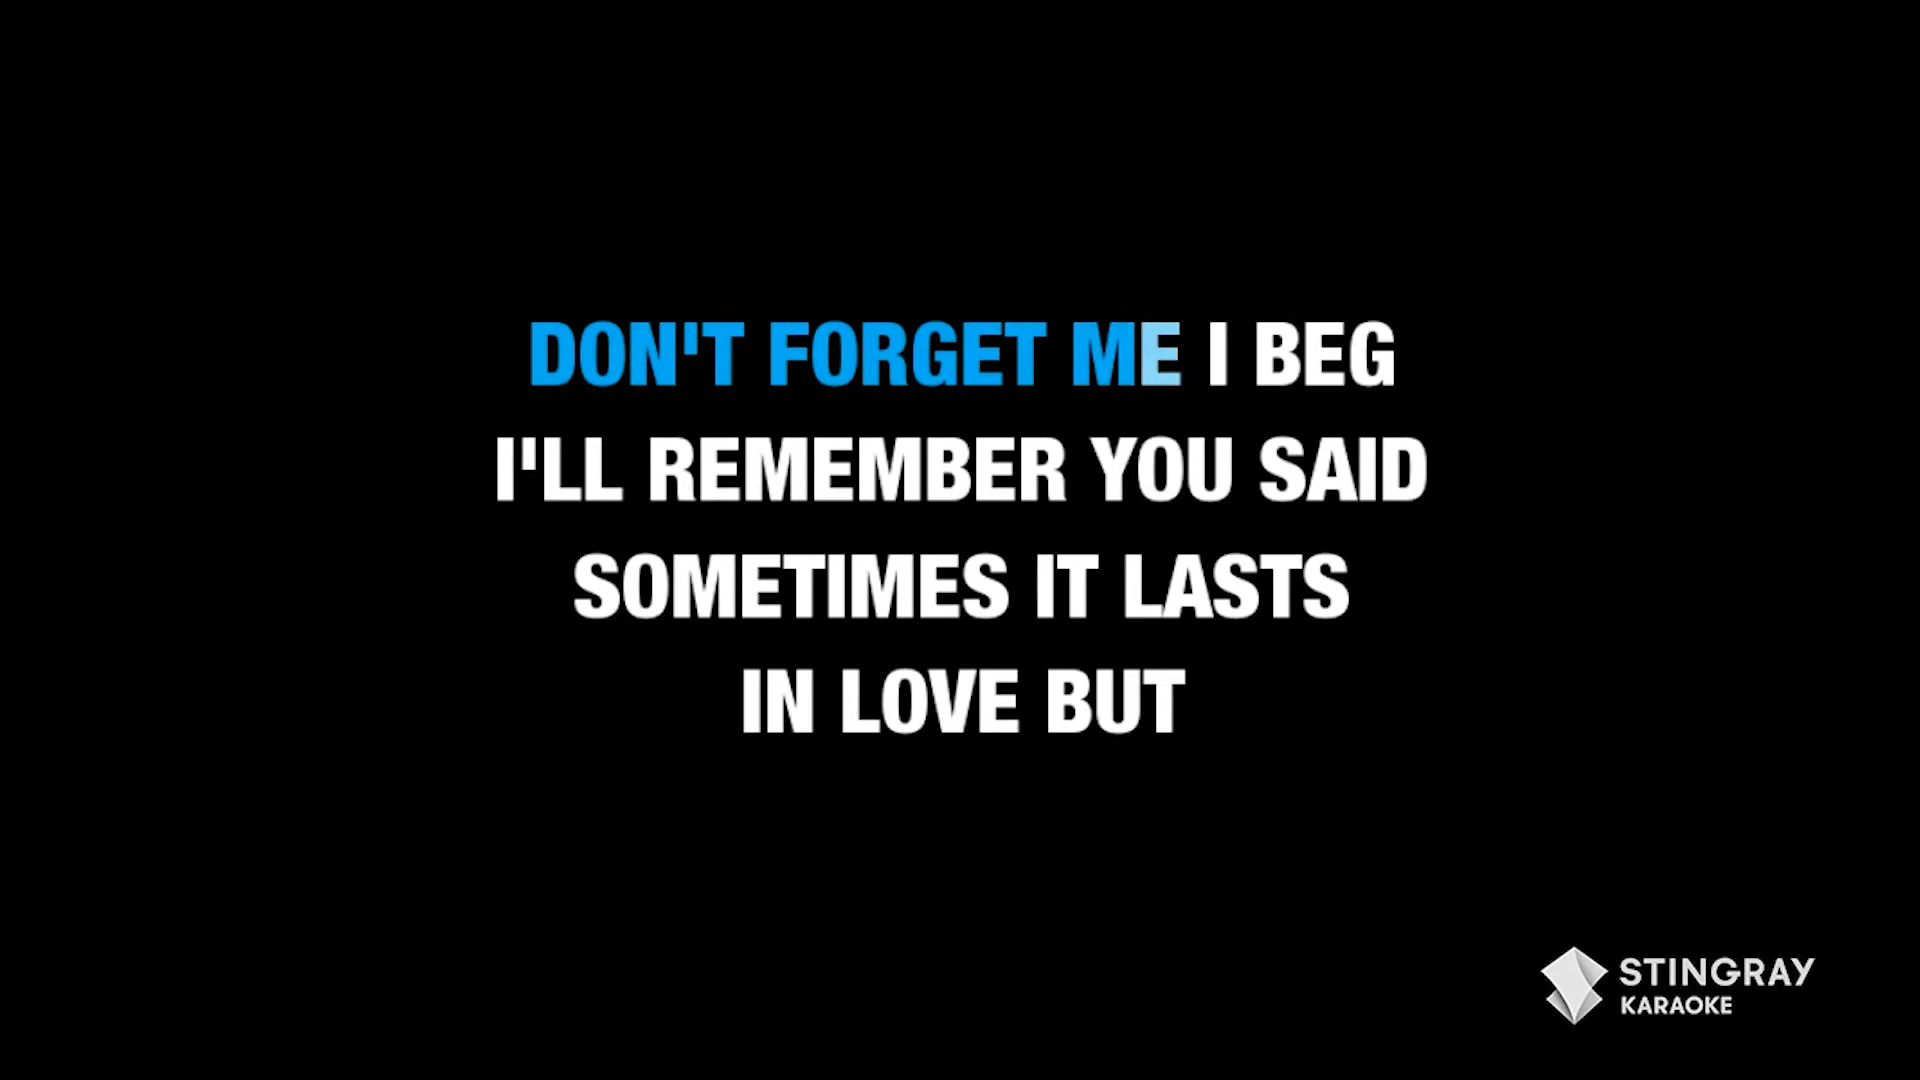 DON'T FORGET ME I BEG
I'LL REMEMBER YOU SAID
SOMETIMES IT LASTS
IN LOVE BUT
STINGRAY
KARAOKE